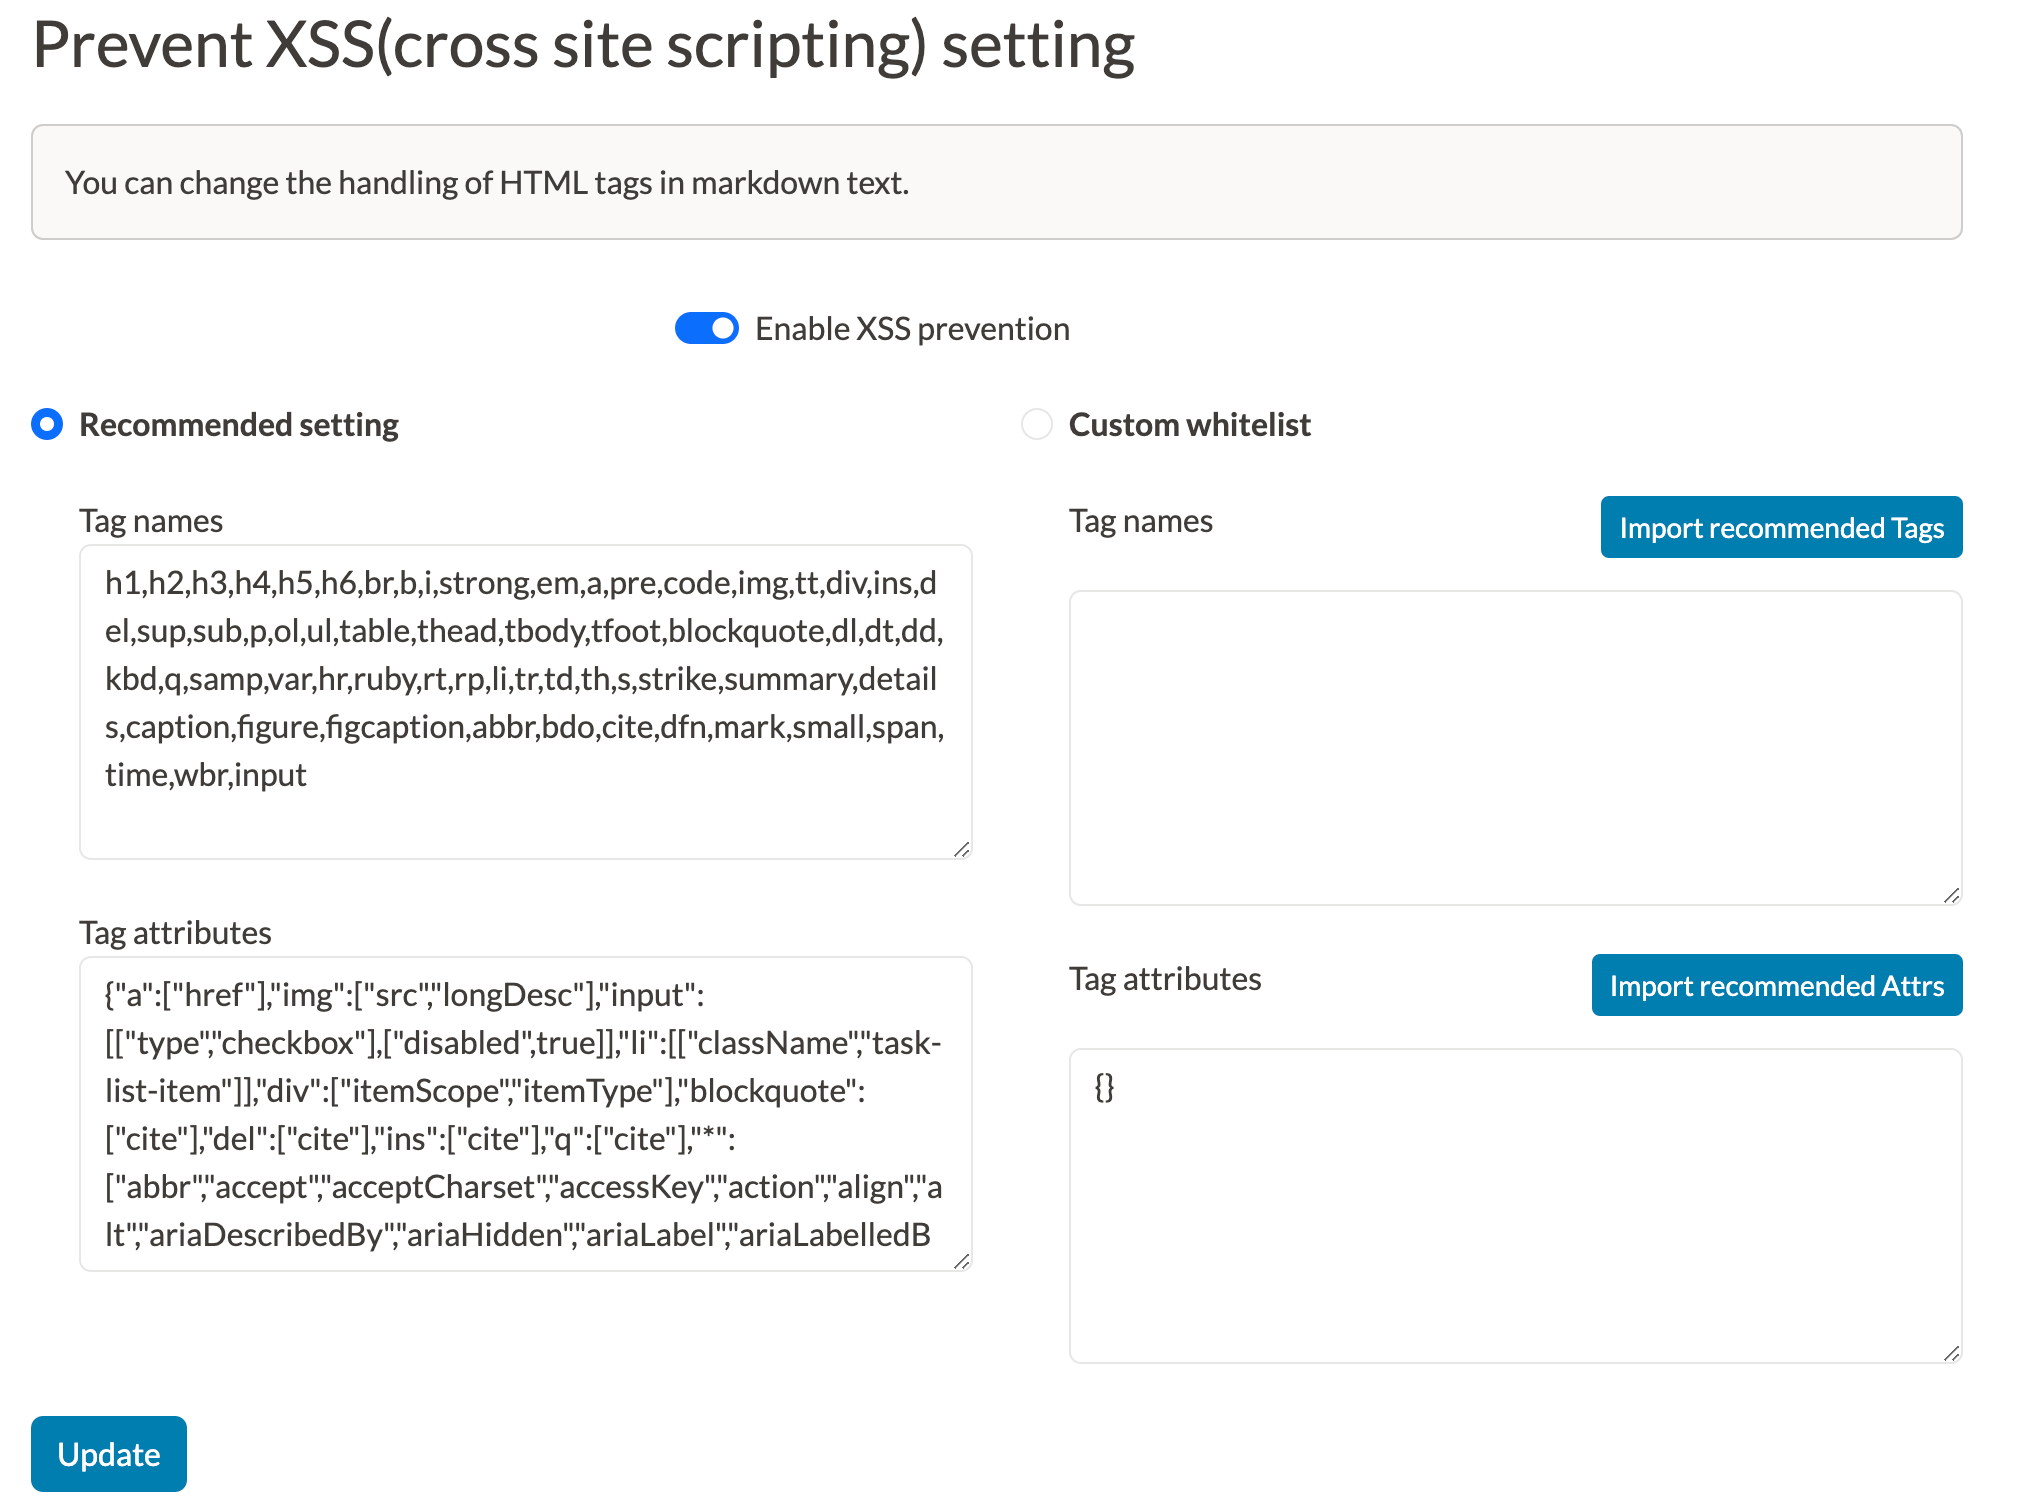 Prevent XSS(cross site scripting) setting
You can change the handling of HTML tags in markdown text.
Enable XSS prevention
Recommended setting
Tag names
h1,h2,h3,h4,h5,h6,br,b,i,strong,em,a,pre,code,img,tt,div,ins,d
el,sup,sub,p,ol,ul,table,thead,tbody,tfoot,blockquote,dl,dt,dd,
kbd,q,samp,var,hr,ruby,rt,rp,li,tr,td,th,s,strike,summary,detail
s,caption,figure,figcaption,abbr,bdo,cite,dfn,mark,small,span,
time,wbr,input
Tag attributes
{"a":["href"],"img":["src","longDesc"],"input":
[["type","checkbox"],["disabled",true]],"li":[["className","task-
list-item"]],"div":["itemScope","itemType"],"blockquote":
["cite"],"del":["cite"],"ins":["cite"],"q":["cite"],"*":
["abbr","accept","acceptCharset","accessKey","action","align","a
lt","ariaDescribedBy","ariaHidden","ariaLabel","ariaLabelledB
Custom whitelist
Tag names
Import recommended Tags
Tag attributes
Import recommended Attrs
{}
Update